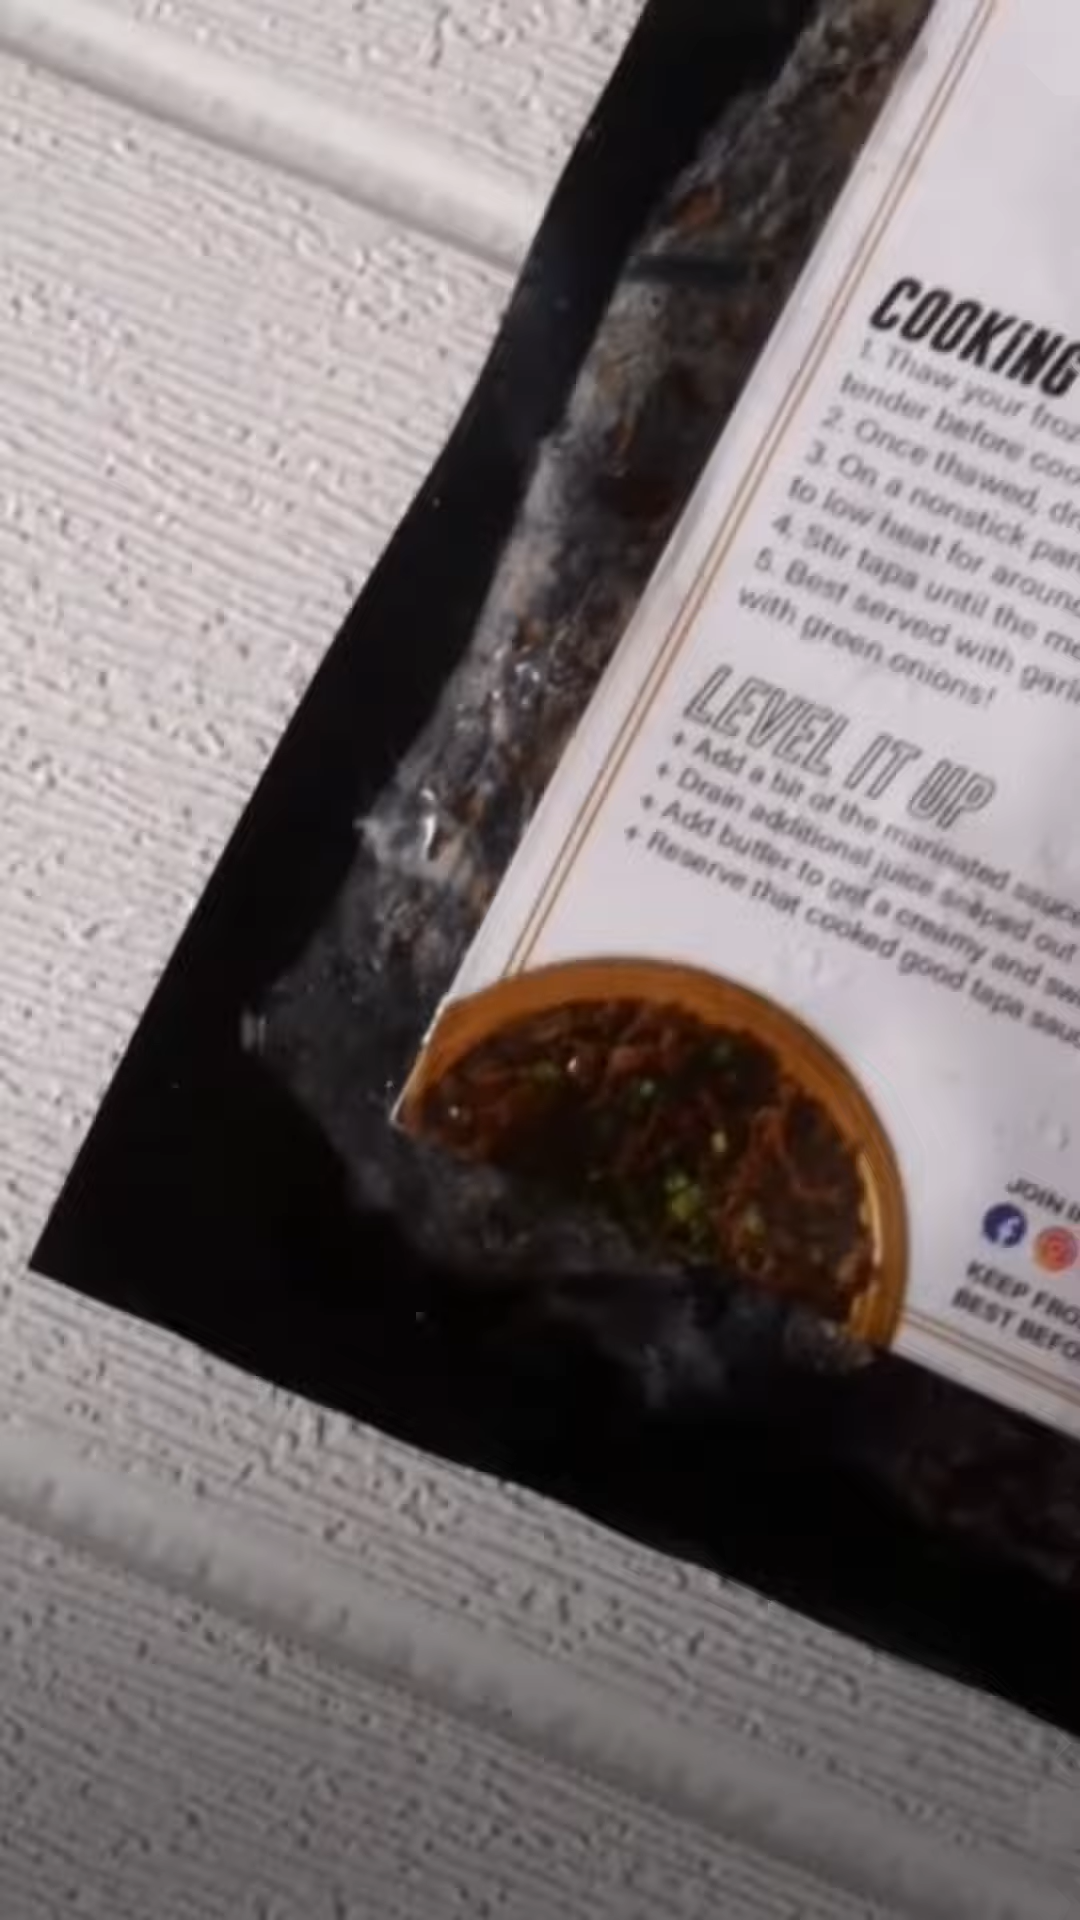 COOKING
1. Thaw your froz
tender before coo
2. Once thawed, dr
3. On a nonstick pan
to low heat for around
4. Stir tapa until the me
5. Best served with garli
with green onions!
LEVEL IT UP
+ Add a bit of the marinated sauce
+ Drain additional juice seeped out
+ Add butter to get a creamy and sw
+ Reserve that cooked good tapa sauc
JOIN
KEEP FRO
BEST BEFO